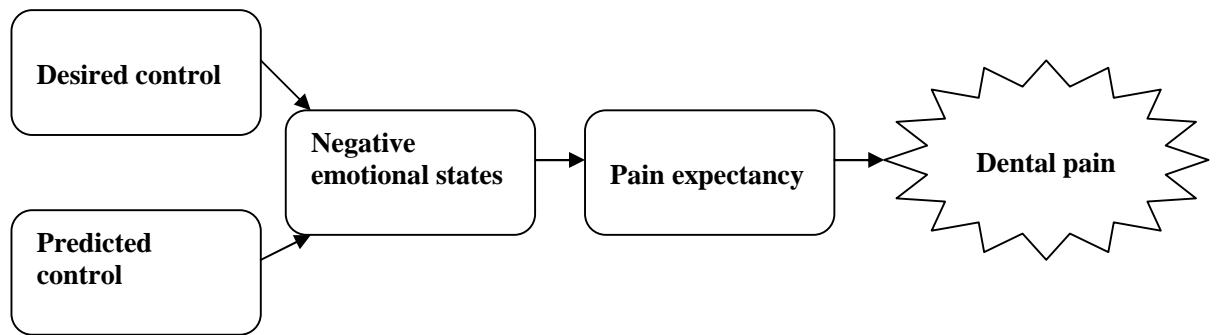 Desired control
Negative
emotional states
Pain expectancy
Dental pain
Predicted
control